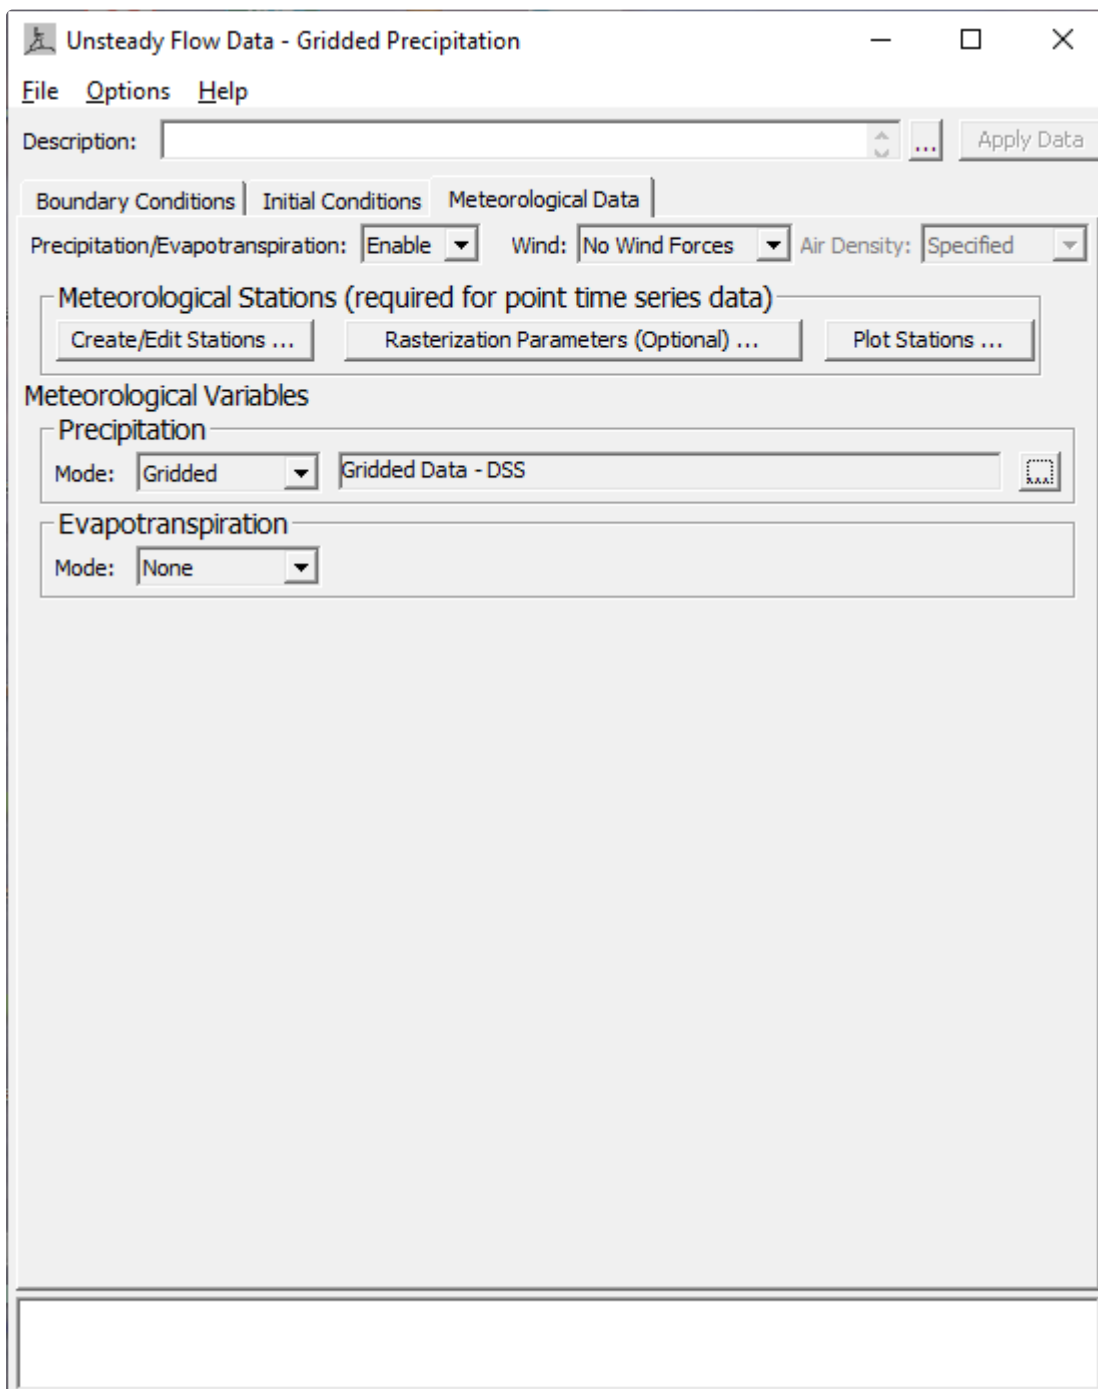 Unsteady Flow Data - Gridded Precipitation
File Options Help
Description: ... Apply Data
Boundary Conditions Initial Conditions Meteorological Data
Precipitation/Evapotranspiration: Enable Wind: No Wind Forces Air Density: Specified
Meteorological Stations (required for point time series data)
Create/Edit Stations ... Rasterization Parameters (Optional) ... Plot Stations ...
Meteorological Variables
Precipitation
Mode: Gridded Gridded Data - DSS ...
Evapotranspiration
Mode: None